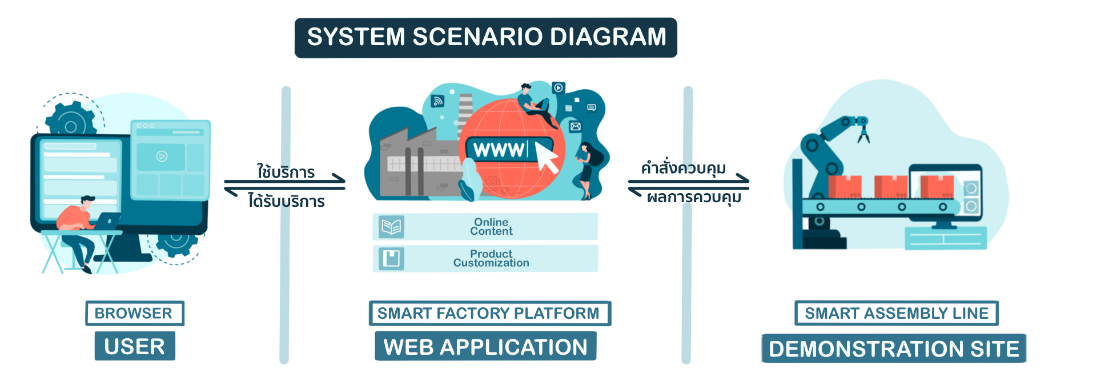 SYSTEM SCENARIO DIAGRAM
ใช้บริการ
ได้รับบริการ
WWW
คำสั่งควบคุม
ผลการควบคุม
Online
Content
Product
Customization
BROWSER
USER
SMART FACTORY PLATFORM
WEB APPLICATION
SMART ASSEMBLY LINE
DEMONSTRATION SITE